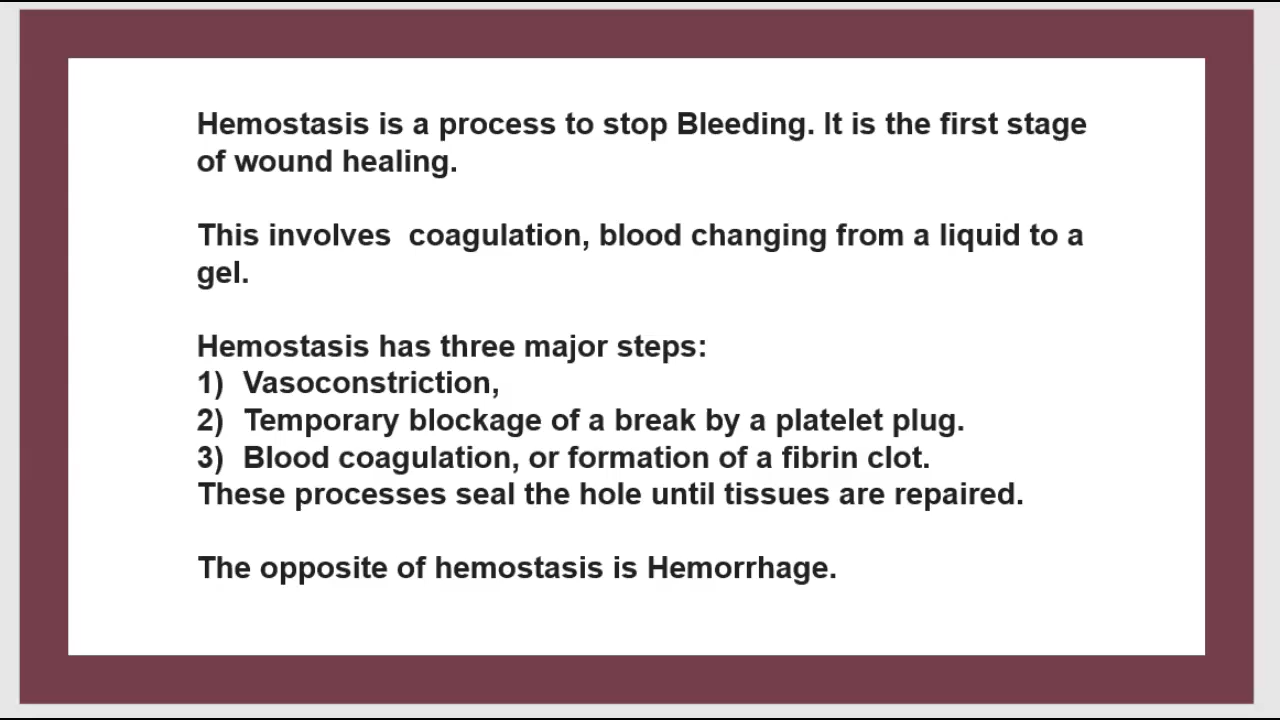 Hemostasis is a process to stop Bleeding. It is the first stage
of wound healing.
This involves  coagulation, blood changing from a liquid to a
gel.
Hemostasis has three major steps:
1) Vasoconstriction,
2) Temporary blockage of a break by a platelet plug.
3) Blood coagulation, or formation of a fibrin clot.
These processes seal the hole until tissues are repaired.
The opposite of hemostasis is Hemorrhage.